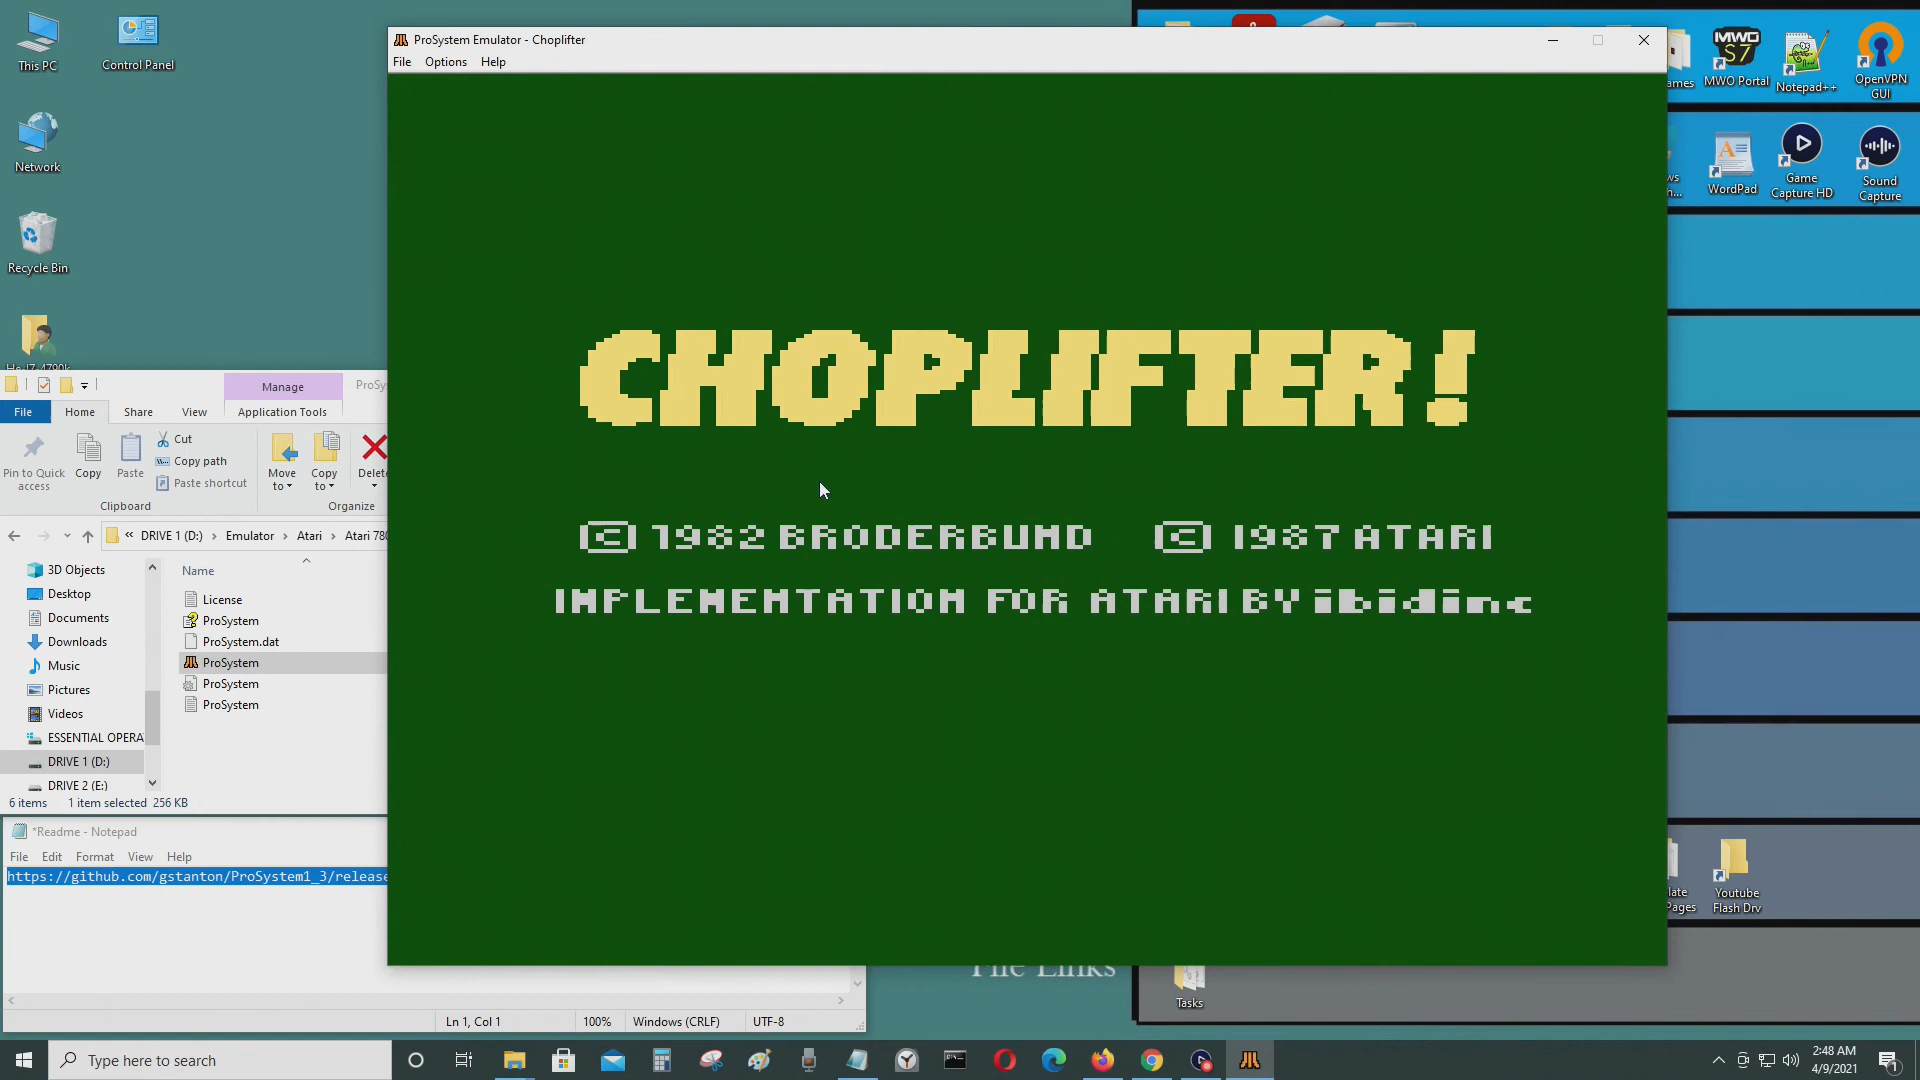 This PC
Control Panel
Network
Recycle Bin
ProSystem Emulator - Choplifter
File Options Help
CHOPLIFTER!
(C) 1982 BRODERBUND (C) 1987 ATARI
IMPLEMENTATION FOR ATARI BY ibidinc
MWO Portal
Notepad++
OpenVPN
GUI
WordPad
Game
Capture HD
Sound
Capture
Manage
File Home Share View Application Tools
Pin to Quick
access
Copy
Paste
Cut
Copy path
Paste shortcut
Move
to
Copy
to
Delete
Clipboard
Organize
DRIVE 1 (D:) Emulator Atari
3D Objects
Desktop
Documents
Downloads
Music
Pictures
Videos
DRIVE 1 (D:)
DRIVE 2 (E:)
Name
License
ProSystem
ProSystem.dat
ProSystem
ProSystem
ProSystem
6 items 1 item selected 256 KB
*Readme - Notepad
File Edit Format View Help
https://github.com/gstanton/ProSystem1_3/release
Ln 1, Col 1 100% Windows (CRLF) UTF-8
File Links
Youtube
Flash Drv
Pages
Tasks
Type here to search
2:48 AM
4/9/2021